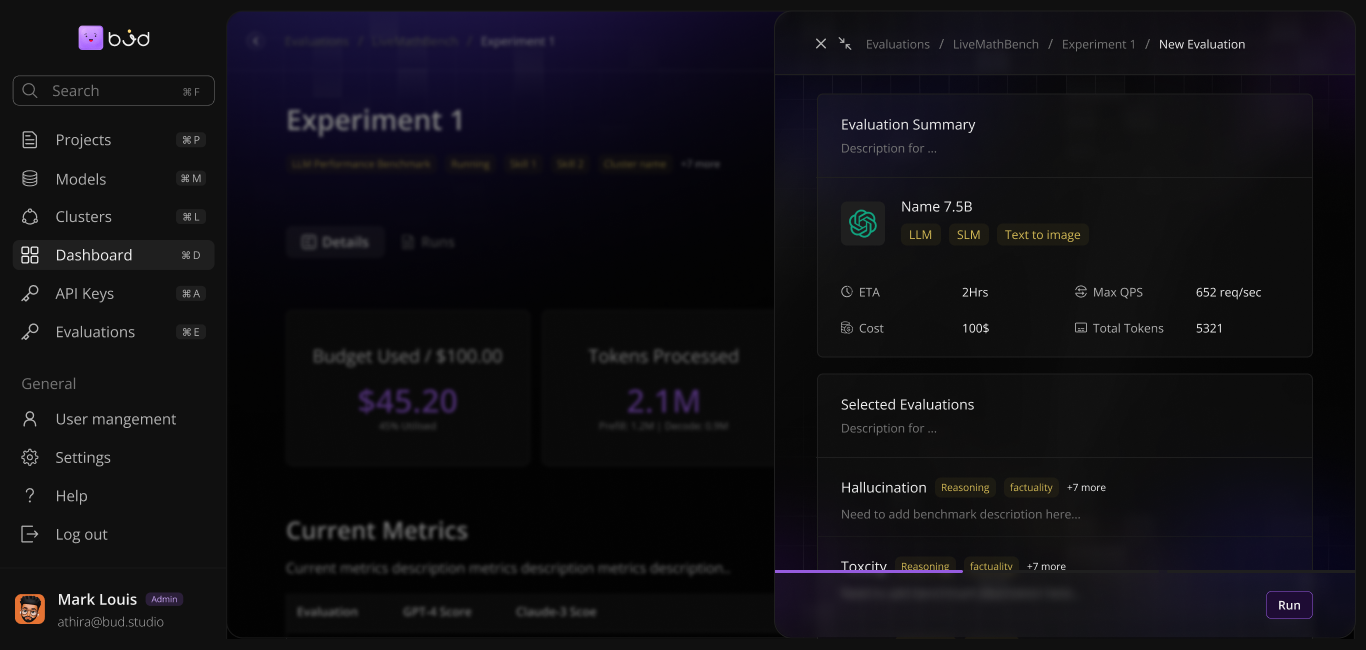 bud
Search ⌘ F
Projects ⌘ P
Models ⌘ M
Clusters ⌘ L
Dashboard ⌘ D
API Keys ⌘ A
Evaluations ⌘ E
General
User mangement
Settings
Help
Log out
Mark Louis Admin
athira@bud.studio
Evaluations / LiveMathBench / Experiment 1
Experiment 1
LLM Performance Benchmark Running Skill 1 Skill 2 Cluster name +7 more
Details Runs
Budget Used / $100.00
$45.20
45% Utilised
Tokens Processed
2.1M
Prefill: 1.2M | Decode: 0.9M
Current Metrics
Current metrics description metrics description metrics description..
Evaluation GPT-4 Score Claude-3 Scoe
Evaluations / LiveMathBench / Experiment 1 / New Evaluation
Evaluation Summary
Description for ...
Name 7.5B
LLM SLM Text to image
ETA 2Hrs Max QPS 652 req/sec
Cost 100$ Total Tokens 5321
Selected Evaluations
Description for ...
Hallucination Reasoning factuality +7 more
Need to add benchmark description here...
Toxcity Reasoning factuality +7 more
Run